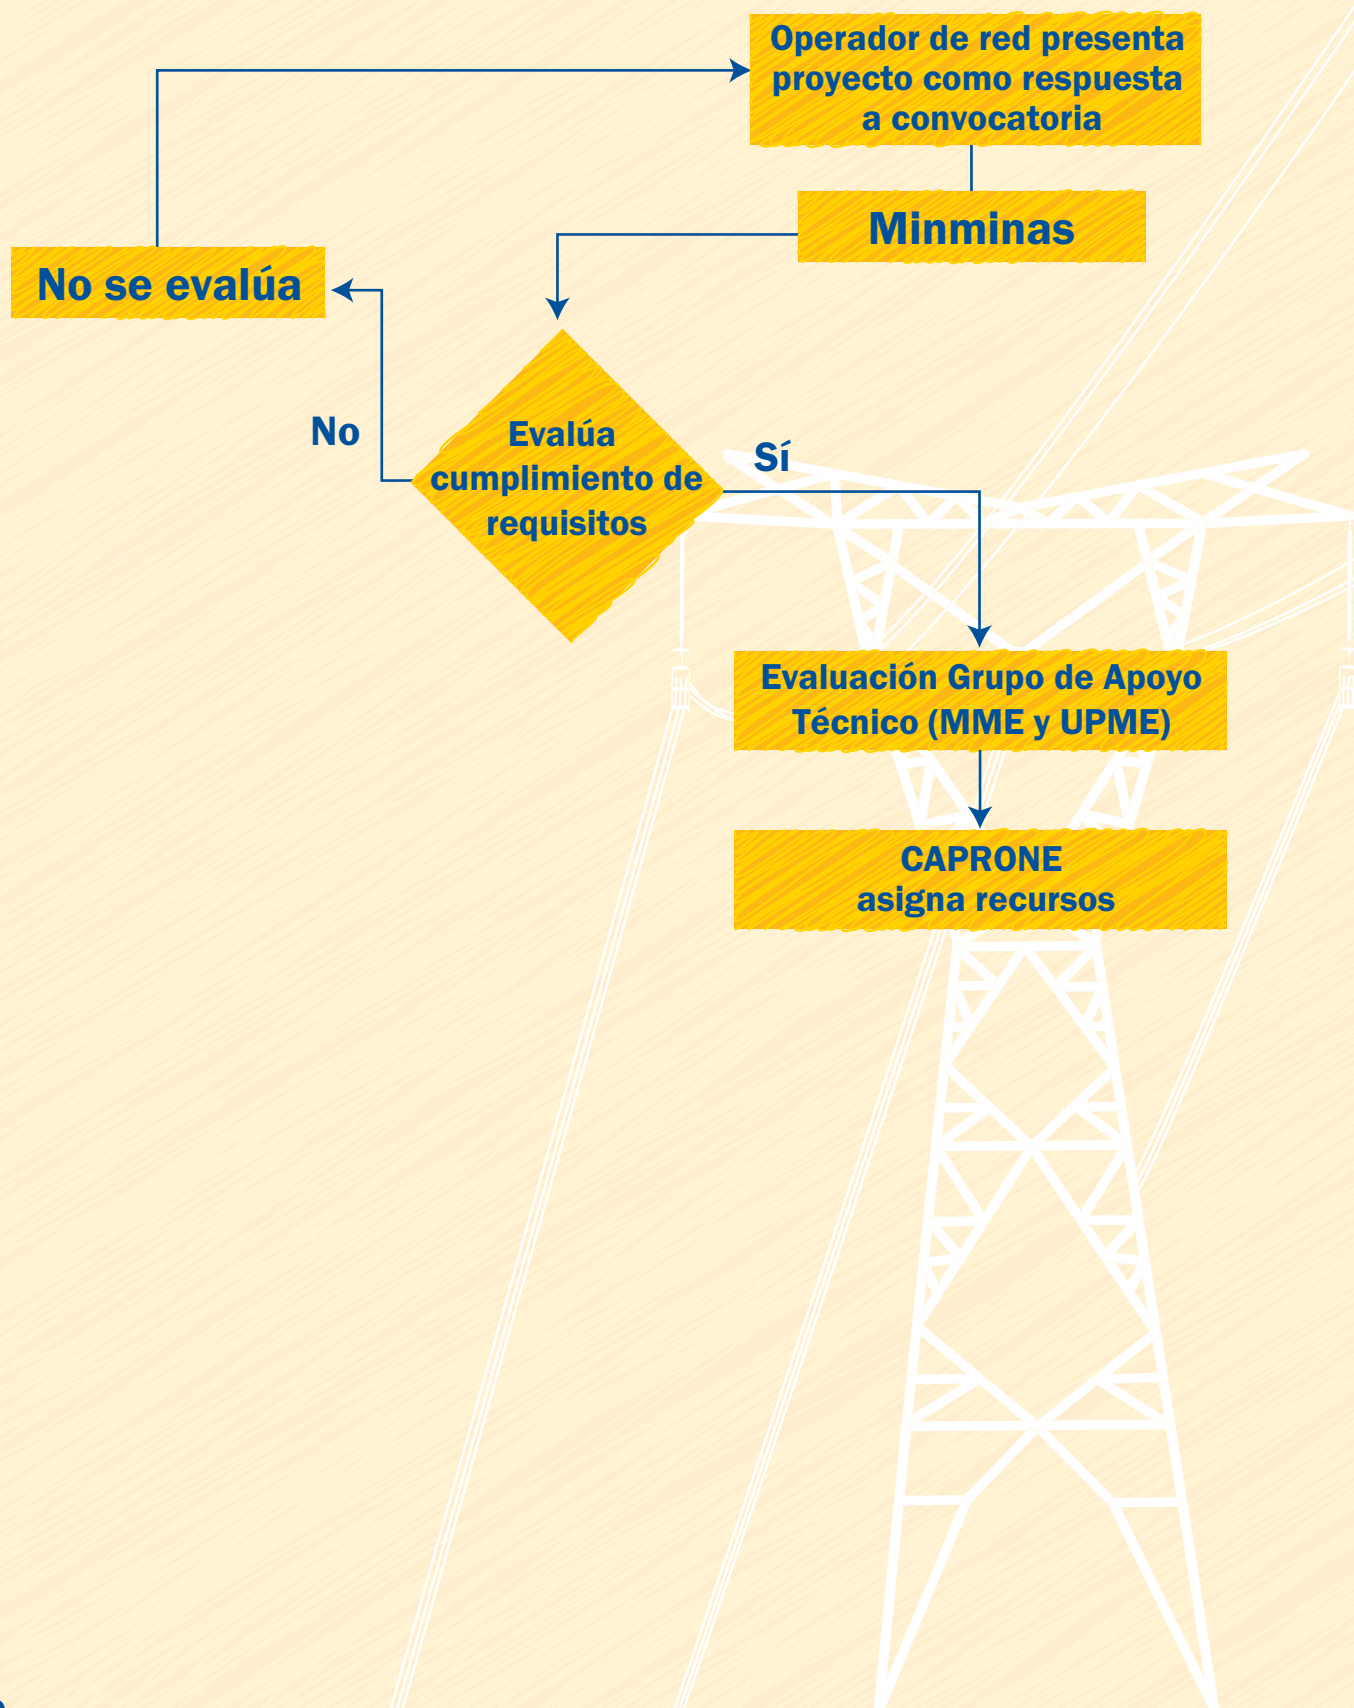 Operador de red presenta
proyecto como respuesta
a convocatoria
Minminas
No se evalúa
No
Evalúa
cumplimiento de
requisitos
Sí
Evaluación Grupo de Apoyo
Técnico (MME y UPME)
CAPRONE
asigna recursos